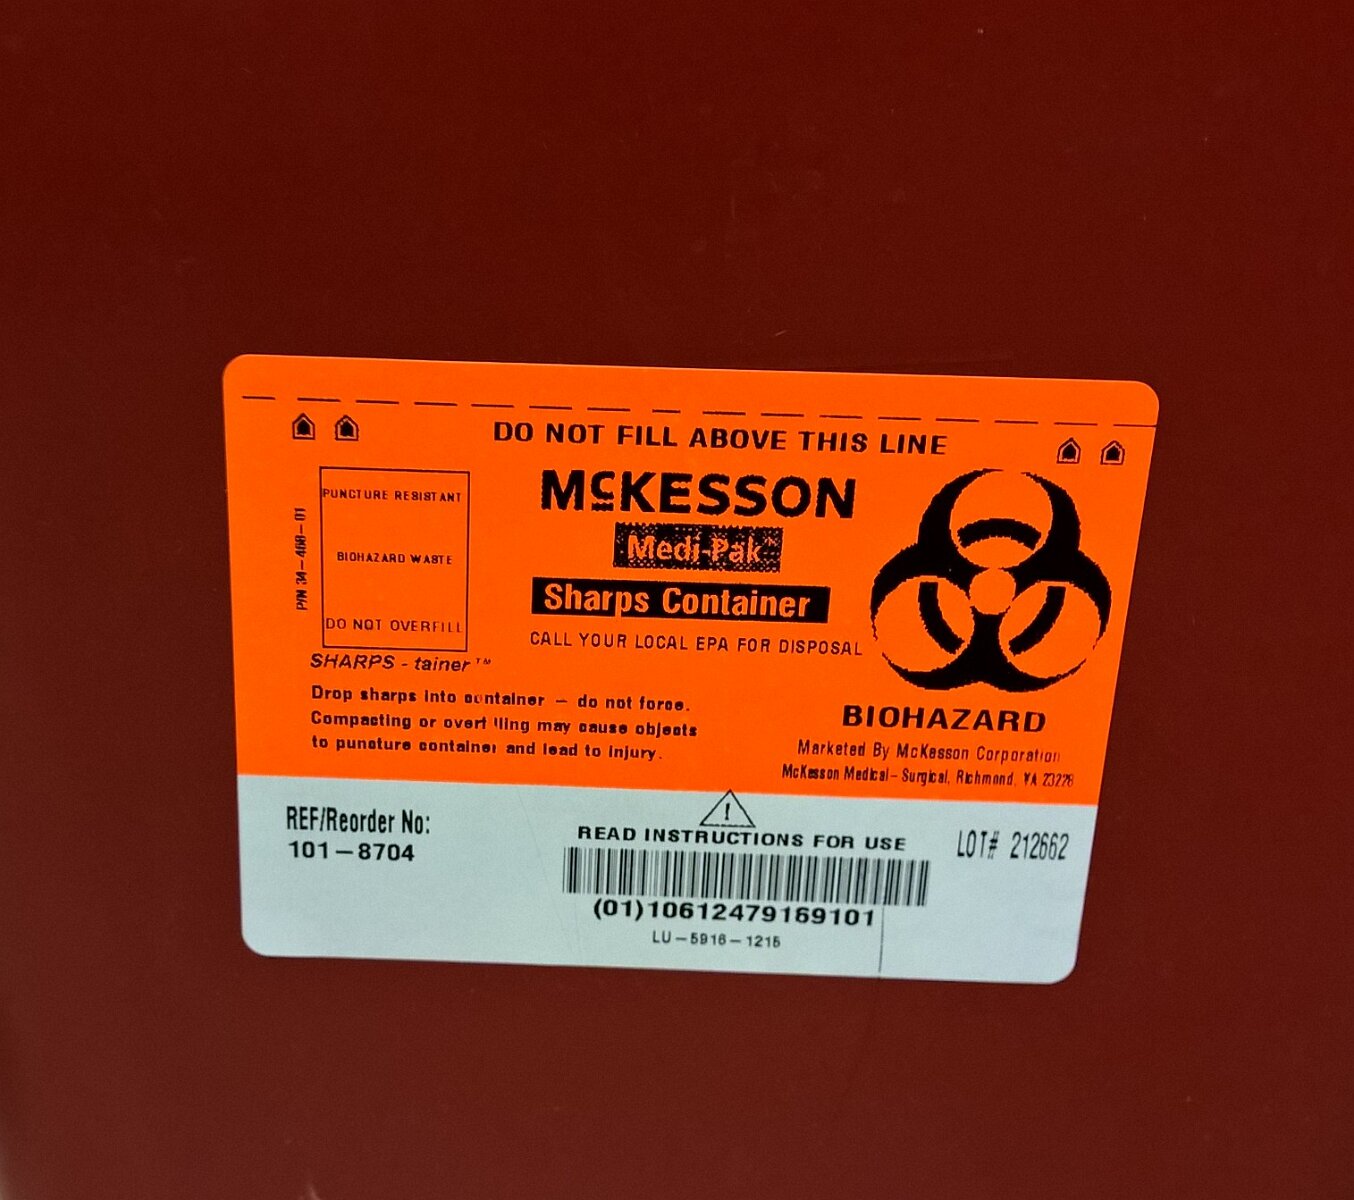 DO NOT FILL ABOVE THIS LINE
PUNCTURE RESISTANT
BIOHAZARD WASTE
DO NOT OVERFILL
P/N 34-468-01
SHARPS - tainer™
McKESSON
Medi-Pak™
Sharps Container
CALL YOUR LOCAL EPA FOR DISPOSAL
Drop sharps into container – do not force.
Compacting or overfilling may cause objects
to puncture container and lead to injury.
BIOHAZARD
Marketed By McKesson Corporation
McKesson Medical-Surgical, Richmond, VA 23228
REF/Reorder No:
101-8704
!
READ INSTRUCTIONS FOR USE
(01)10612479169101
LU-5916-1215
LOT# 212662